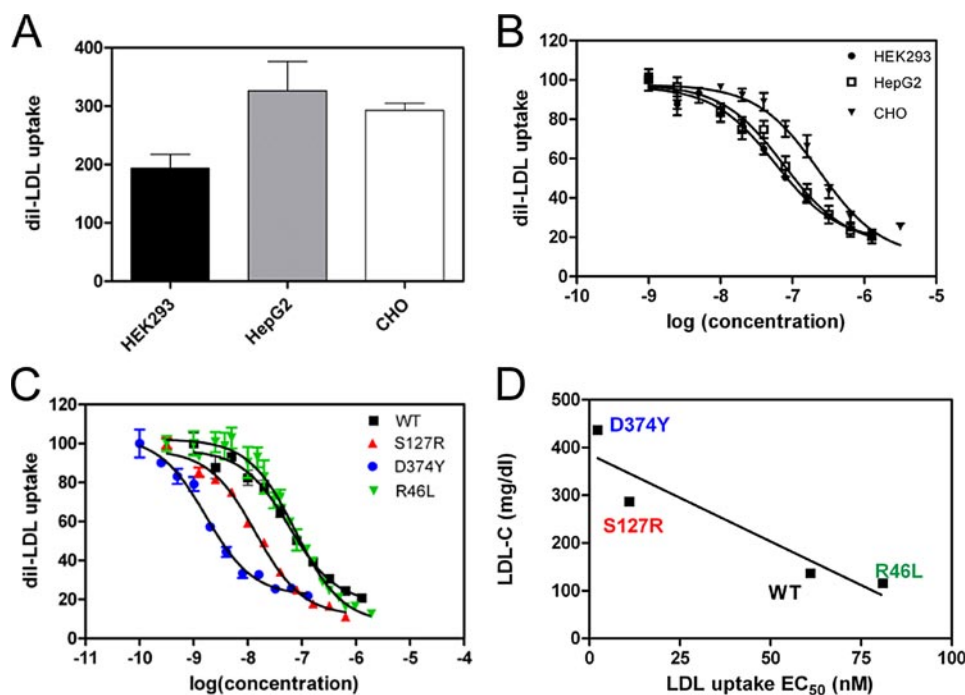 A
diI-LDL uptake
400
300
200
100
0
HEK293
HepG2
CHO
B
diI-LDL uptake
120
100
80
60
40
20
0
-10
-9
-8
-7
-6
-5
log (concentration)
HEK293
HepG2
CHO
C
diI-LDL uptake
120
100
80
60
40
20
0
-11
-10
-9
-8
-7
-6
-5
-4
log(concentration)
WT
S127R
D374Y
R46L
D
LDL-C (mg/dl)
500
400
300
200
100
0
0
25
50
75
100
LDL uptake EC50 (nM)
D374Y
S127R
WT
R46L